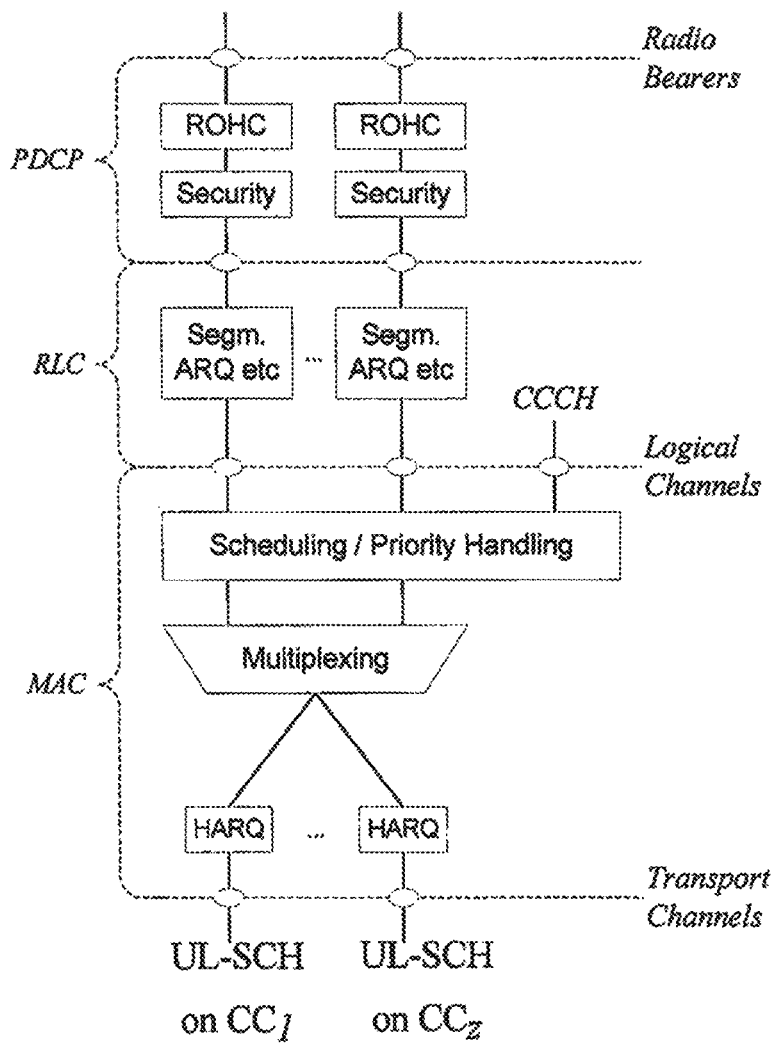 Radio
Bearers
ROHC
ROHC
PDCP
Security
Security
Segm.
ARQ etc
...
Segm.
ARQ etc
RLC
CCCH
Logical
Channels
Scheduling / Priority Handling
Multiplexing
MAC
HARQ
...
HARQ
Transport
Channels
UL-SCH
on CC1
UL-SCH
on CCz